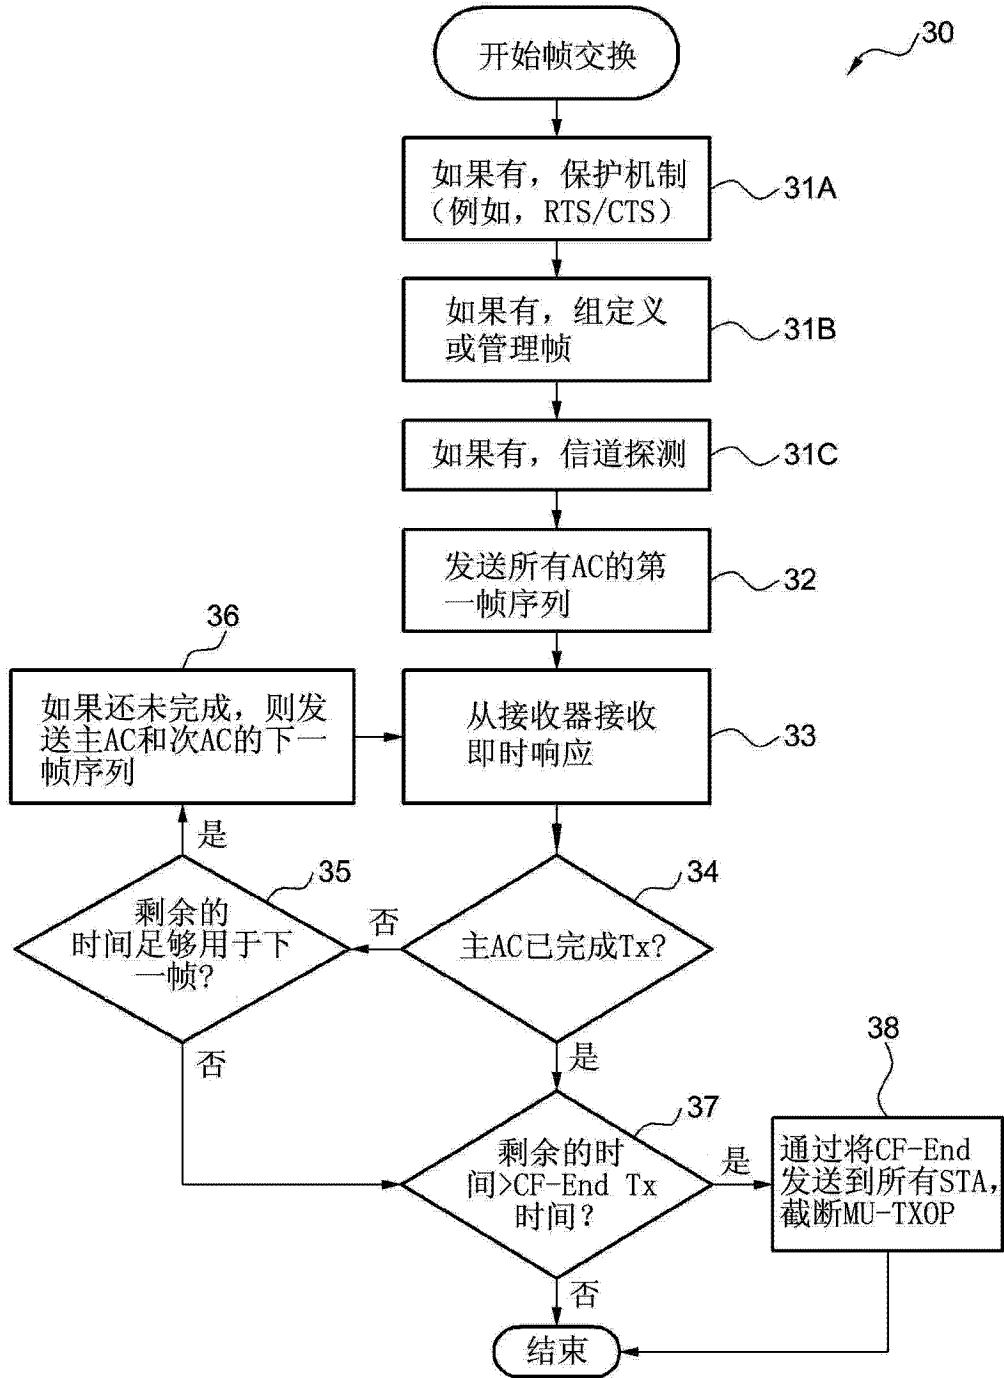 开始帧交换
30
如果有，保护机制
（例如，RTS/CTS）
31A
如果有，组定义
或管理帧
31B
如果有，信道探测
31C
发送所有AC的第
一帧序列
32
36
如果还未完成，则发
送主AC和次AC的下一
帧序列
从接收器接收
即时响应
33
是
35
剩余的
时间足够用于下
一帧？
否
34
主AC已完成Tx?
否
是
38
37
剩余的时
间>CF-End Tx
时间？
是
通过将CF-End
发送到所有STA，
截断MU-TXOP
否
结束